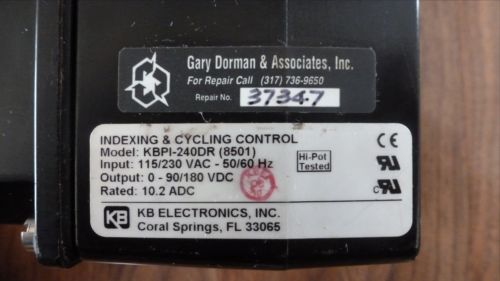 Gary Dorman & Associates, Inc.
For Repair Call (317) 736-9650
Repair No. 37347
INDEXING & CYCLING CONTROL
Model: KBPI-240DR (8501)
Input: 115/230 VAC - 50/60 Hz
Output: 0 - 90/180 VDC
Rated: 10.2 ADC
Hi-Pot
Tested
CE
KB
KB ELECTRONICS, INC.
Coral Springs, FL 33065